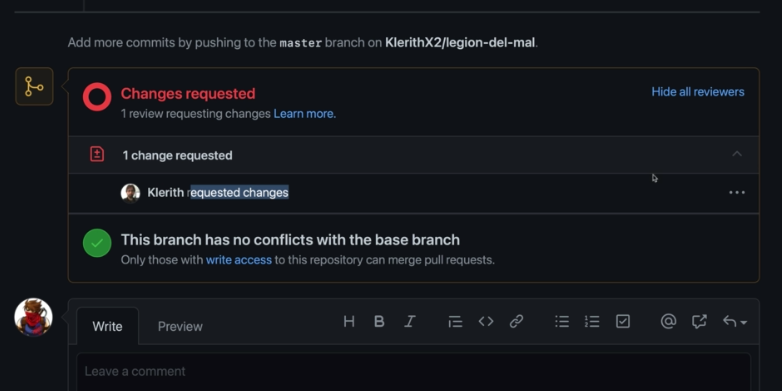 Add more commits by pushing to the master branch on KlerithX2/legion-del-mal.
Changes requested
Hide all reviewers
1 review requesting changes Learn more.
1 change requested
Klerith requested changes
This branch has no conflicts with the base branch
Only those with write access to this repository can merge pull requests.
Write
Preview
Leave a comment